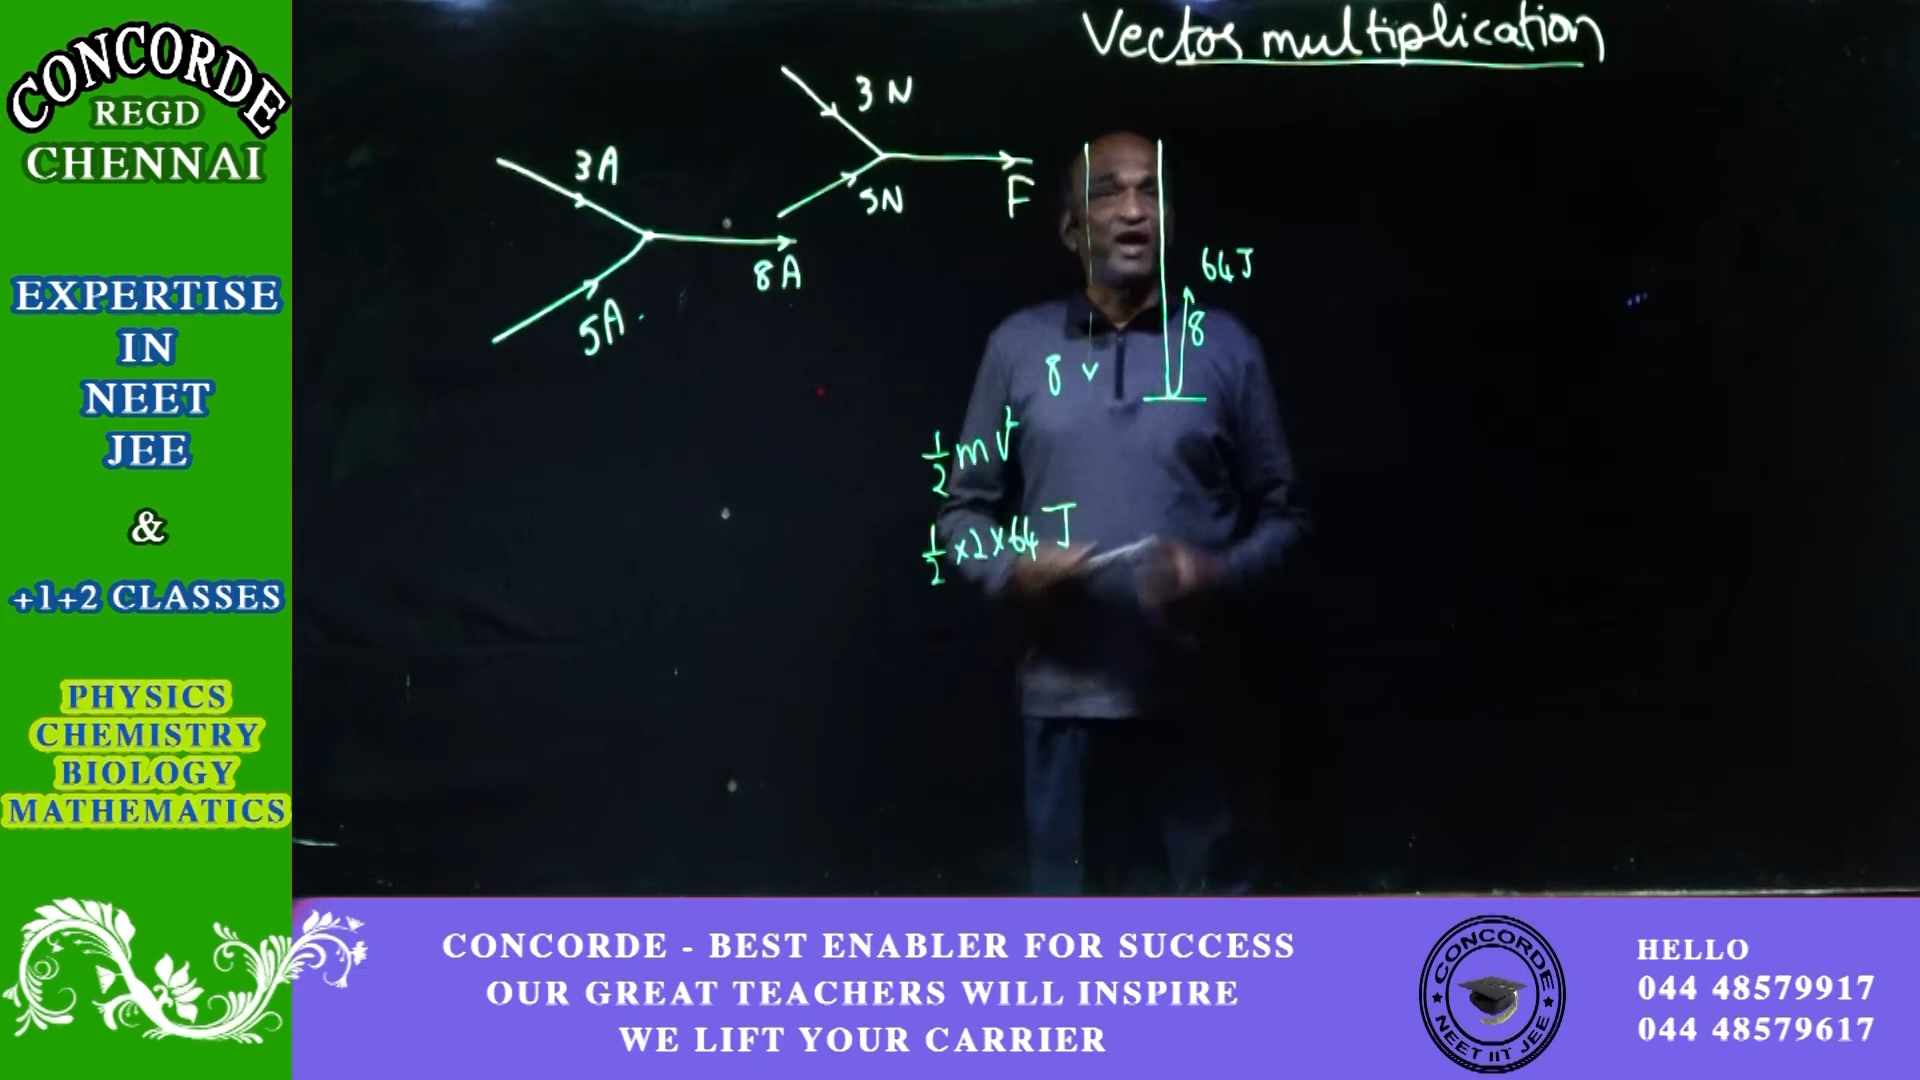 CONCORDE
REGD
CHENNAI
EXPERTISE
IN
NEET
JEE
&
+1+2 CLASSES
PHYSICS
CHEMISTRY
BIOLOGY
MATHEMATICS
Vector multiplication
3A
5A
8A
3N
5N
F
64J
8
8
½mv²
½×2×64 J
CONCORDE - BEST ENABLER FOR SUCCESS
OUR GREAT TEACHERS WILL INSPIRE
WE LIFT YOUR CARRIER
CONCORDE
NEET IIT JEE
HELLO
044 48579917
044 48579617